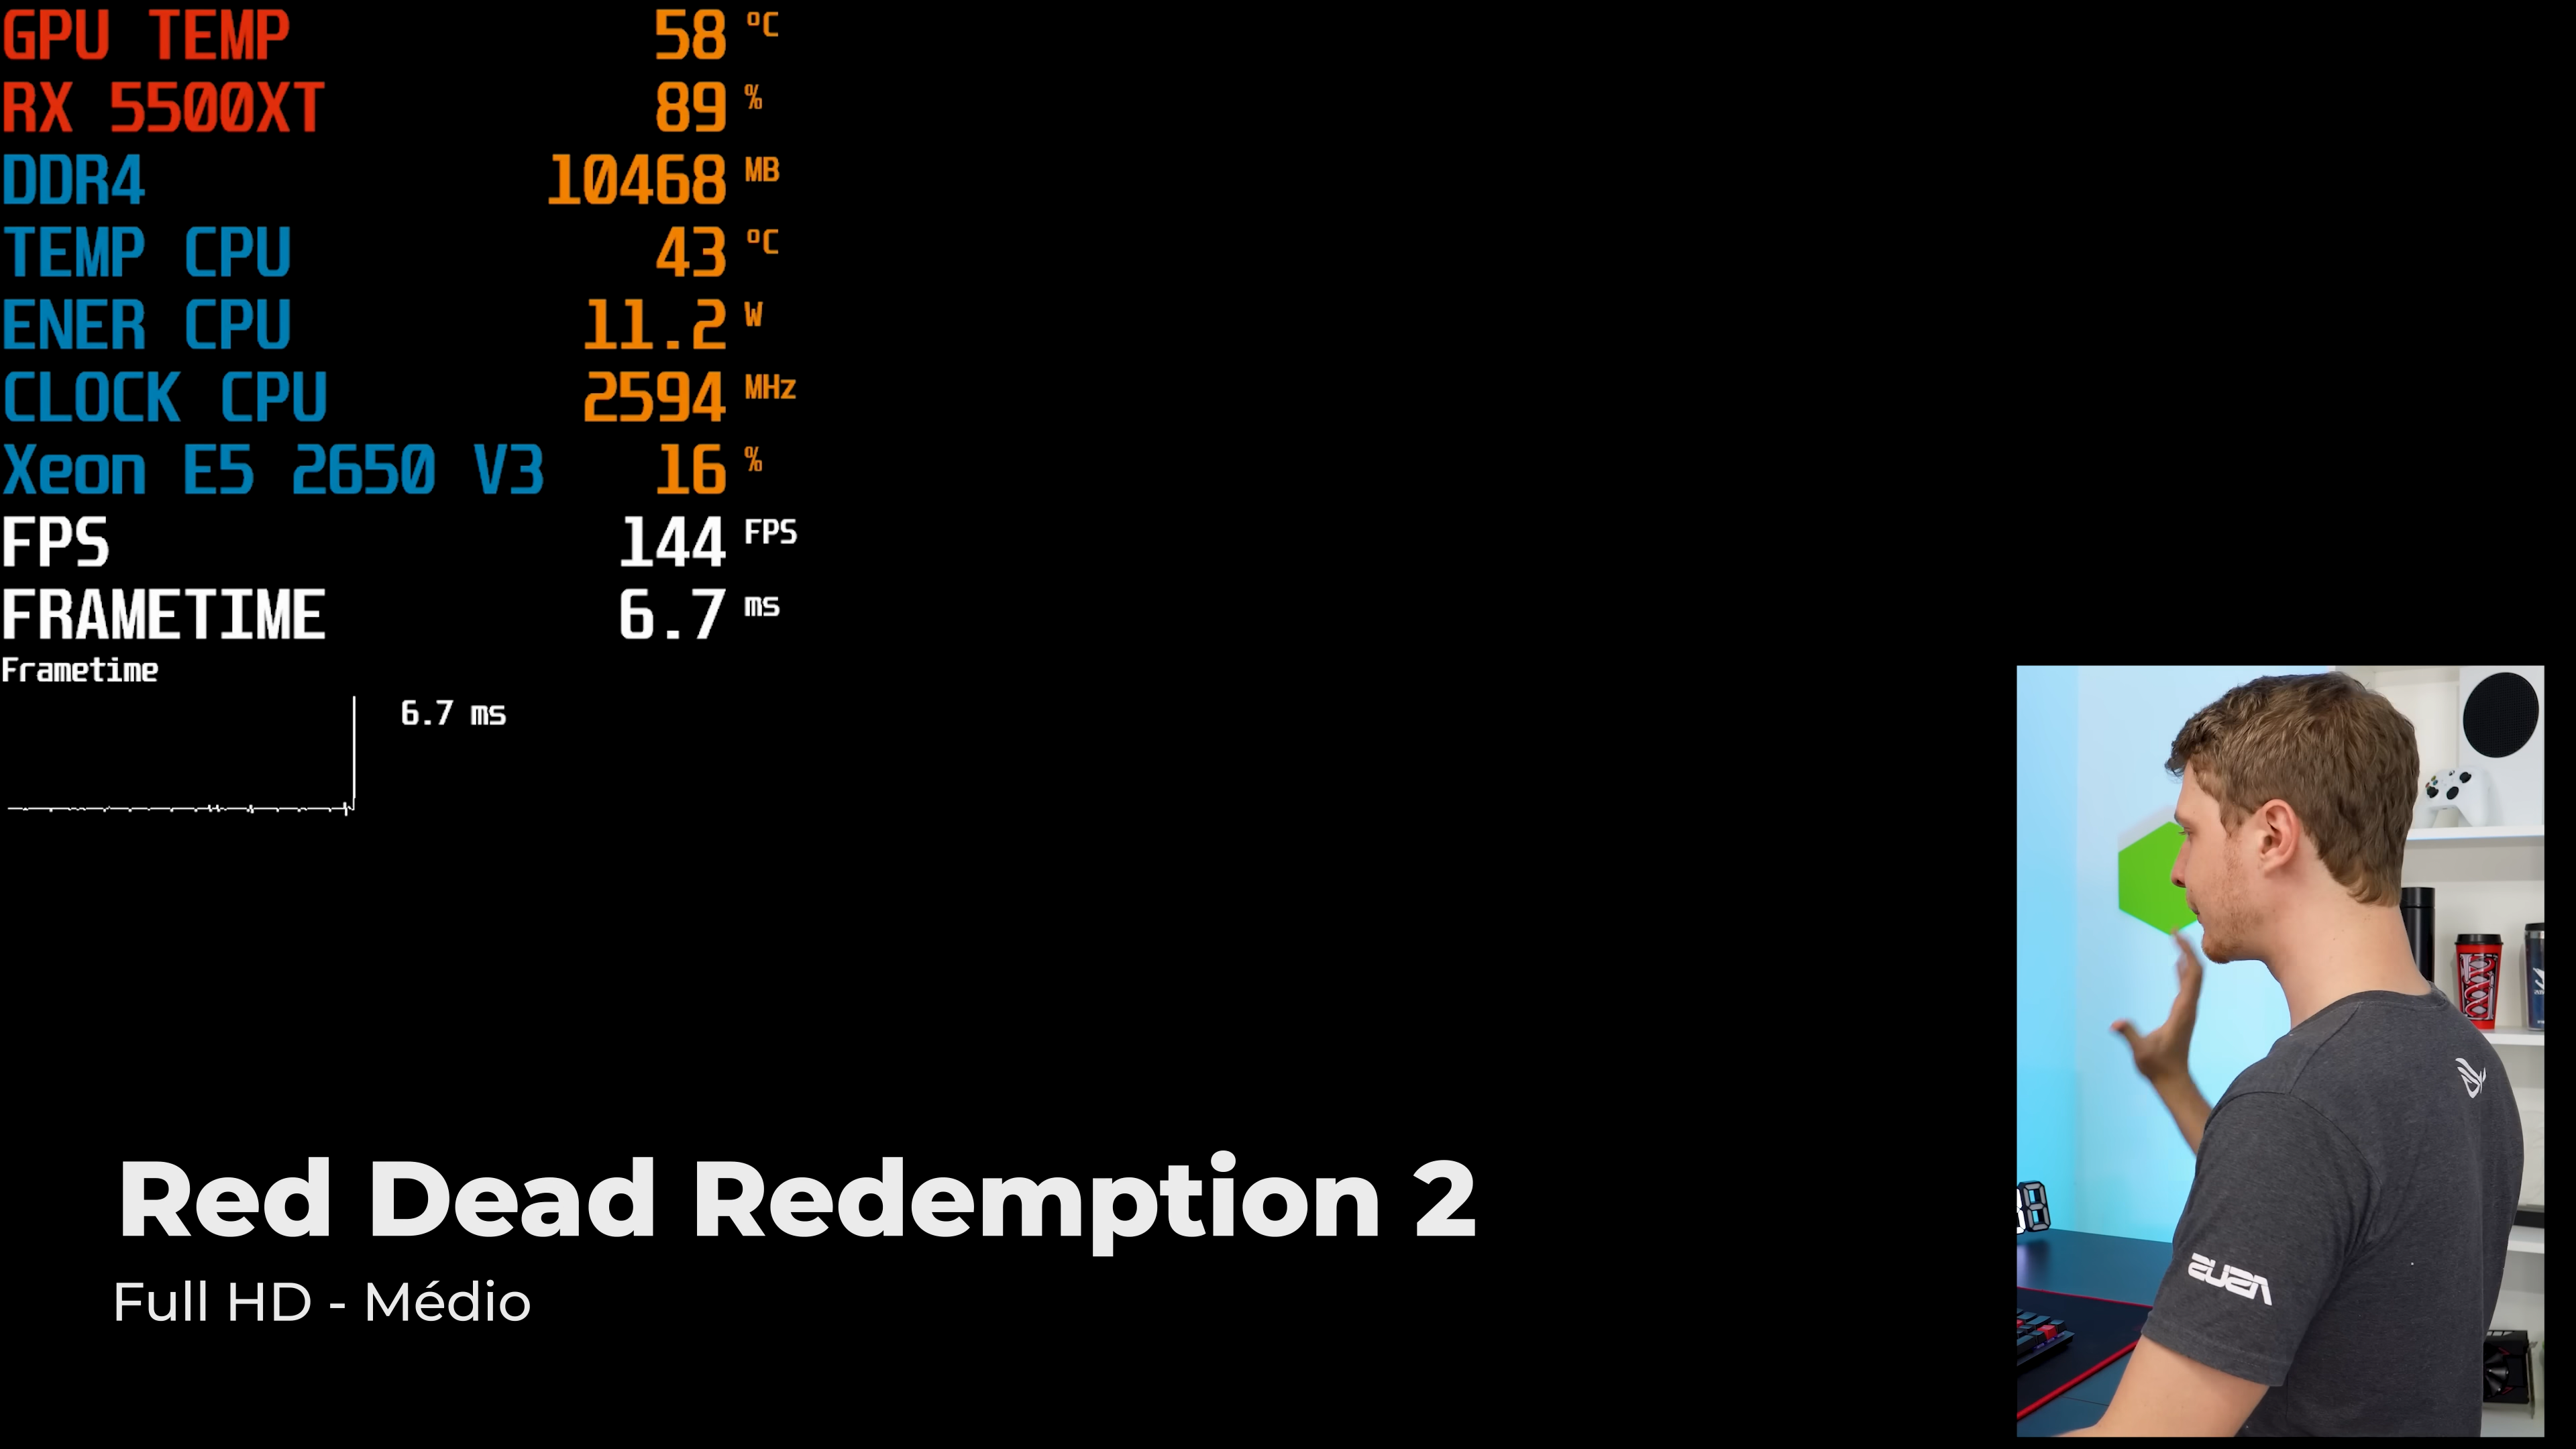 GPU TEMP 58 °C
RX 5500XT 89 %
DDR4 10468 MB
TEMP CPU 43 °C
ENER CPU 11.2 W
CLOCK CPU 2594 MHz
Xeon E5 2650 V3 16 %
FPS 144 FPS
FRAMETIME 6.7 ms
Frametime
6.7 ms
Red Dead Redemption 2
Full HD - Médio